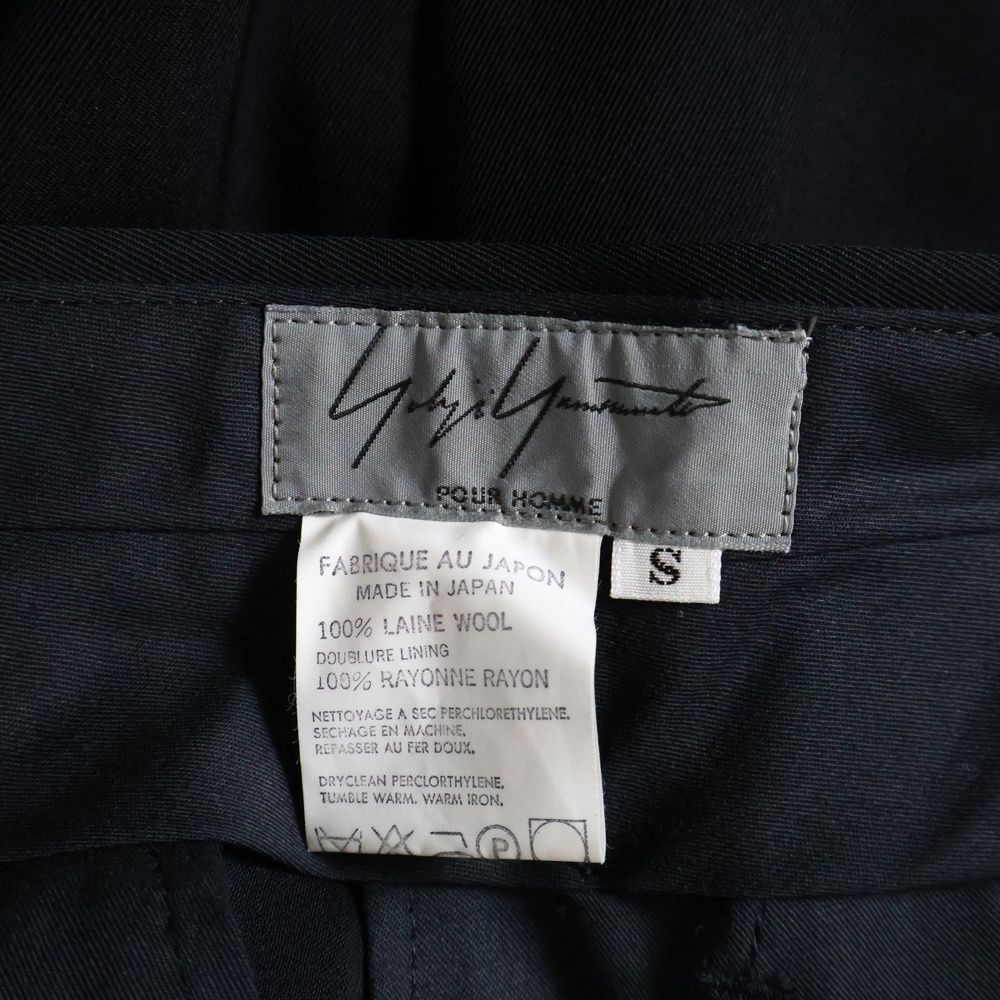 Yohji Yamamoto
POUR HOMME
S
FABRIQUE AU JAPON
MADE IN JAPAN
100% LAINE WOOL
DOUBLURE LINING
100% RAYONNE RAYON
NETTOYAGE A SEC PERCHLORETHYLENE.
SECHAGE EN MACHINE.
REPASSER AU FER DOUX.
DRYCLEAN PERCLORTHYLENE.
TUMBLE WARM. WARM IRON.
P